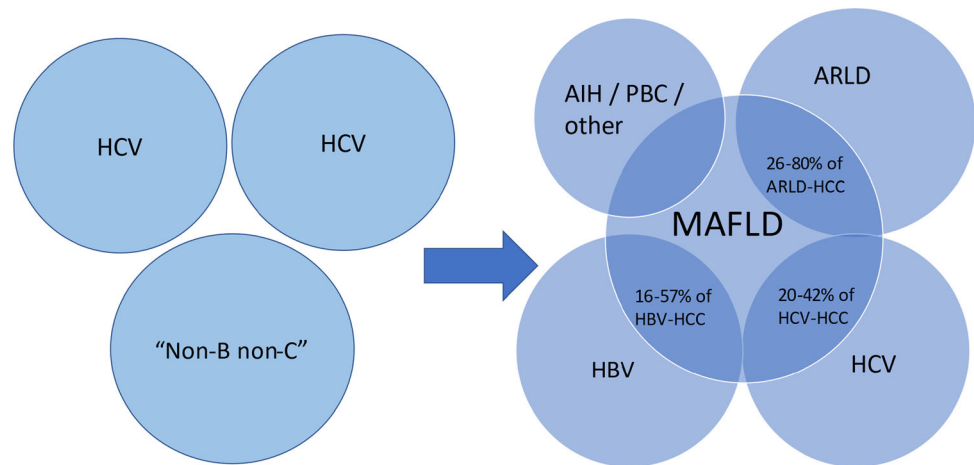 HCV
HCV
“Non-B non-C”
AIH / PBC /
other
ARLD
26-80% of
ARLD-HCC
MAFLD
16-57% of
HBV-HCC
20-42% of
HCV-HCC
HBV
HCV